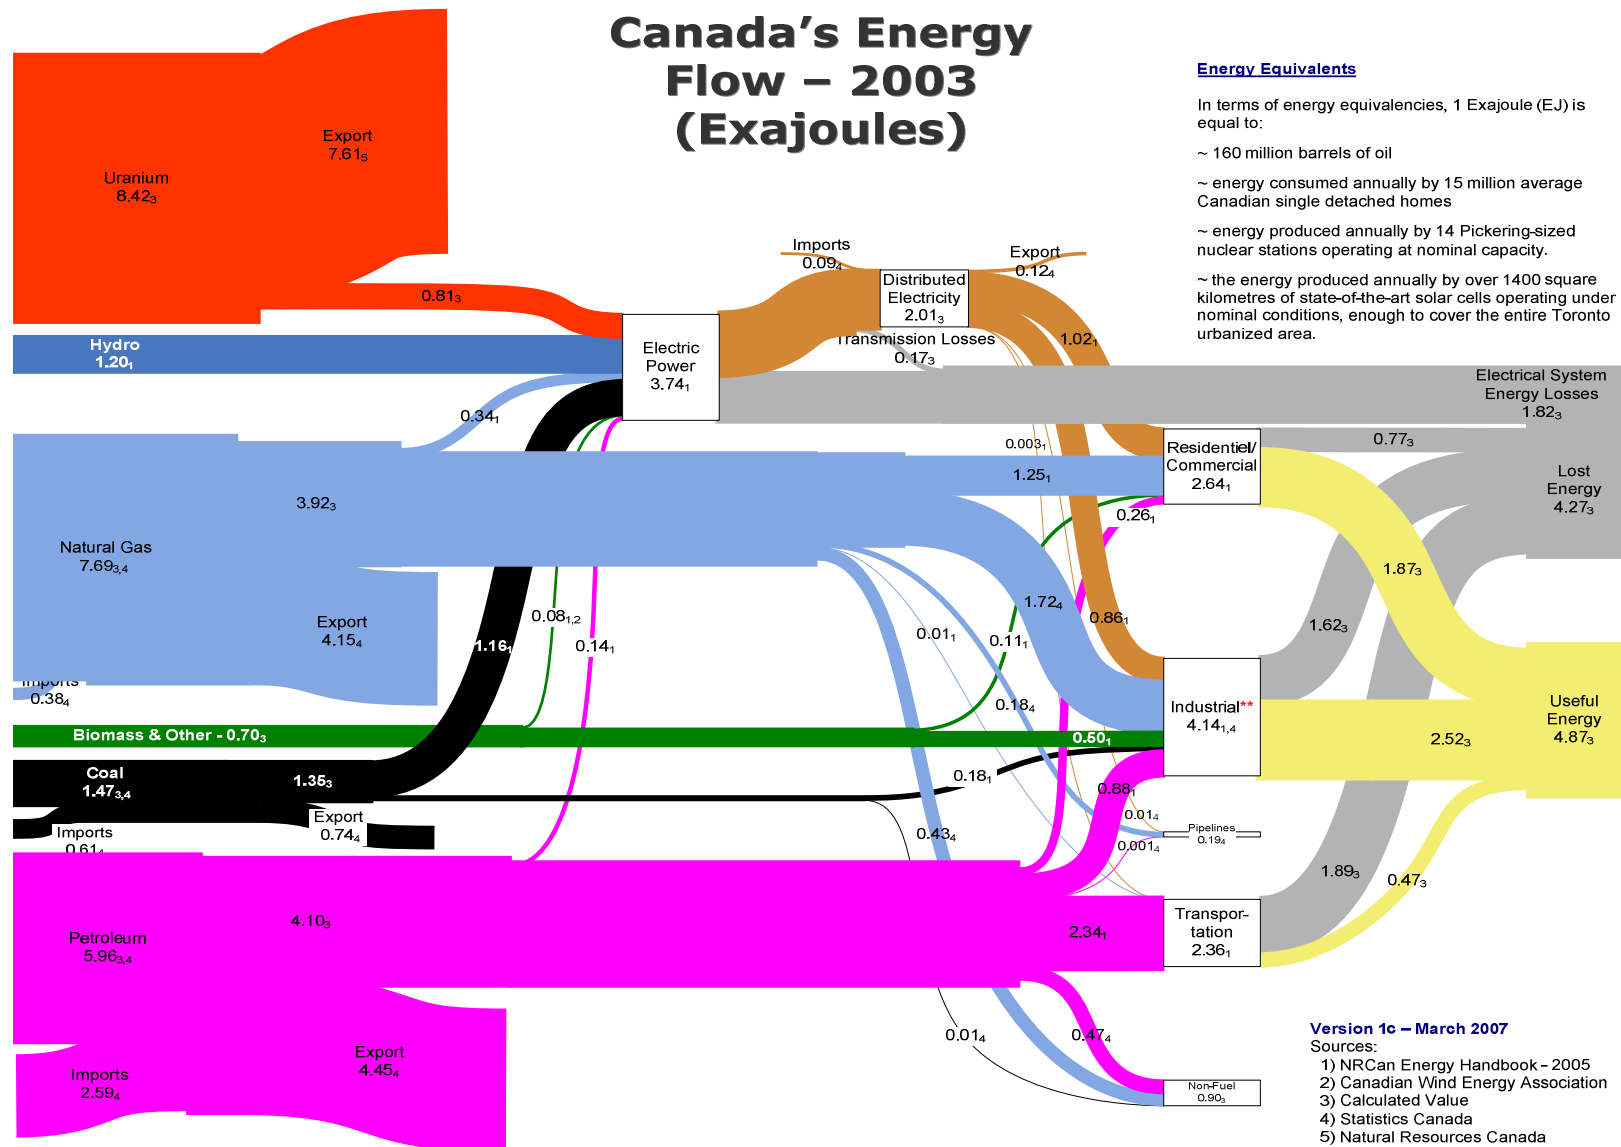 Canada's Energy
Flow – 2003
(Exajoules)
Energy Equivalents
In terms of energy equivalencies, 1 Exajoule (EJ) is
equal to:
~ 160 million barrels of oil
~ energy consumed annually by 15 million average
Canadian single detached homes
~ energy produced annually by 14 Pickering-sized
nuclear stations operating at nominal capacity.
~ the energy produced annually by over 1400 square
kilometres of state-of-the-art solar cells operating under
nominal conditions, enough to cover the entire Toronto
urbanized area.
Uranium
8.42₃
Export
7.61₅
0.81₃
Hydro
1.20₁
0.34₁
Natural Gas
7.69₃,₄
3.92₃
Export
4.15₄
Imports
0.38₄
Biomass & Other - 0.70₃
Coal
1.47₃,₄
1.35₃
Imports
0.61₄
Export
0.74₄
Petroleum
5.96₃,₄
4.10₃
Imports
2.59₄
Export
4.45₄
1.16₁
0.08₁,₂
0.14₁
Electric
Power
3.74₁
Imports
0.09₄
Distributed
Electricity
2.01₃
Export
0.12₄
Transmission Losses
0.17₃
1.02₁
0.003₁
1.25₁
0.26₁
1.72₄
0.86₁
0.01₁
0.11₁
0.18₄
0.50₁
0.18₁
0.88₁
0.01₄
0.001₄
0.43₄
2.34₁
0.01₄
0.47₄
Residentiel/
Commercial
2.64₁
Industrial**
4.14₁,₄
Pipelines
0.19₄
Transpor-
tation
2.36₁
Non-Fuel
0.90₃
Electrical System
Energy Losses
1.82₃
0.77₃
Lost
Energy
4.27₃
1.87₃
1.62₃
2.52₃
Useful
Energy
4.87₃
1.89₃
0.47₃
Version 1c – March 2007
Sources:
1) NRCan Energy Handbook - 2005
2) Canadian Wind Energy Association
3) Calculated Value
4) Statistics Canada
5) Natural Resources Canada